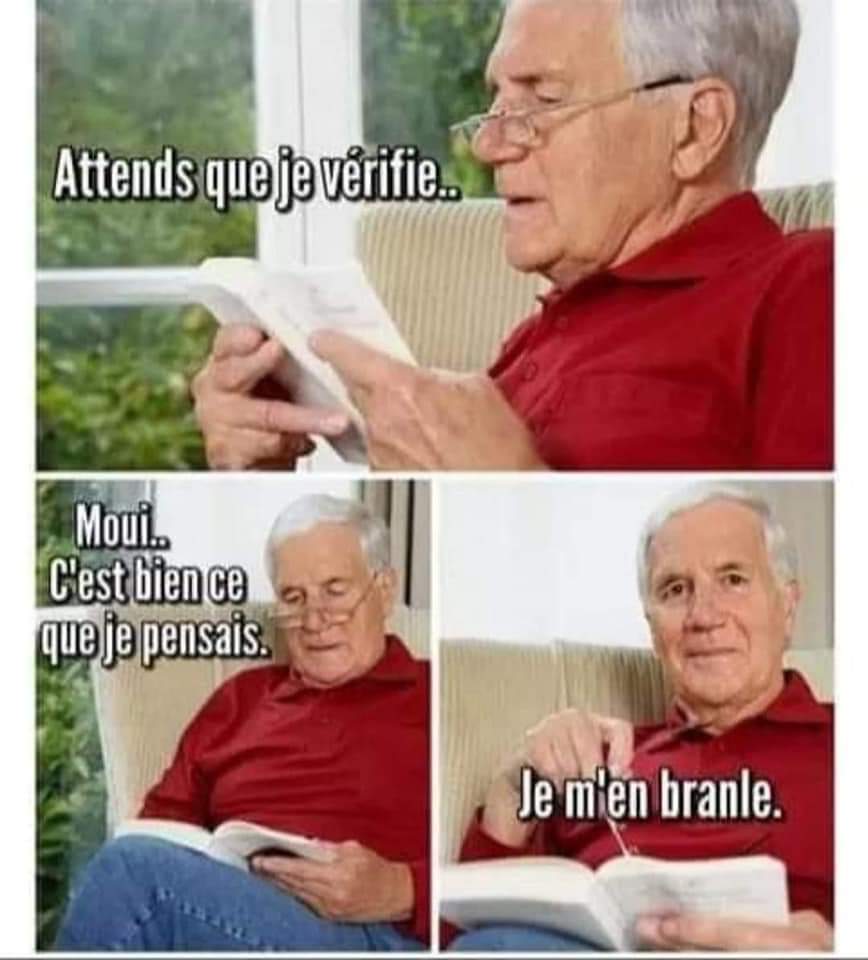 Attends que je vérifie..
Moui..
C'est bien ce
que je pensais.
Je m'en branle.